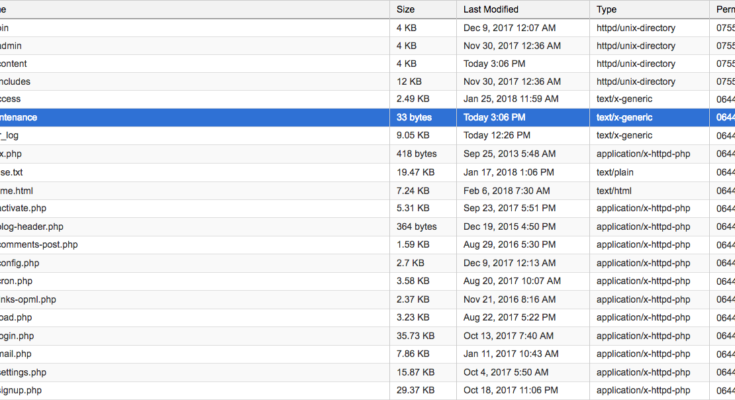 ne Size Last Modified Type Perm
bin 4 KB Dec 9, 2017 12:07 AM httpd/unix-directory 0755
admin 4 KB Nov 30, 2017 12:36 AM httpd/unix-directory 0755
content 4 KB Today 3:06 PM httpd/unix-directory 0755
includes 12 KB Nov 30, 2017 12:36 AM httpd/unix-directory 0755
ccess 2.49 KB Jan 25, 2018 11:59 AM text/x-generic 0644
ntenance 33 bytes Today 3:06 PM text/x-generic 0644
r_log 9.05 KB Today 12:26 PM text/x-generic 0644
x.php 418 bytes Sep 25, 2013 5:48 AM application/x-httpd-php 0644
se.txt 19.47 KB Jan 17, 2018 1:06 PM text/plain 0644
me.html 7.24 KB Feb 6, 2018 7:30 AM text/html 0644
activate.php 5.31 KB Sep 23, 2017 5:51 PM application/x-httpd-php 0644
blog-header.php 364 bytes Dec 19, 2015 4:50 PM application/x-httpd-php 0644
comments-post.php 1.59 KB Aug 29, 2016 5:30 PM application/x-httpd-php 0644
config.php 2.7 KB Dec 9, 2017 12:13 AM application/x-httpd-php 0644
cron.php 3.58 KB Aug 20, 2017 10:07 AM application/x-httpd-php 0644
nks-opml.php 2.37 KB Nov 21, 2016 8:16 AM application/x-httpd-php 0644
oad.php 3.23 KB Aug 22, 2017 5:22 PM application/x-httpd-php 0644
ogin.php 35.73 KB Oct 13, 2017 7:40 AM application/x-httpd-php 0644
mail.php 7.86 KB Jan 11, 2017 10:43 AM application/x-httpd-php 0644
settings.php 15.87 KB Oct 4, 2017 5:50 AM application/x-httpd-php 0644
signup.php 29.37 KB Oct 18, 2017 11:06 PM application/x-httpd-php 0644